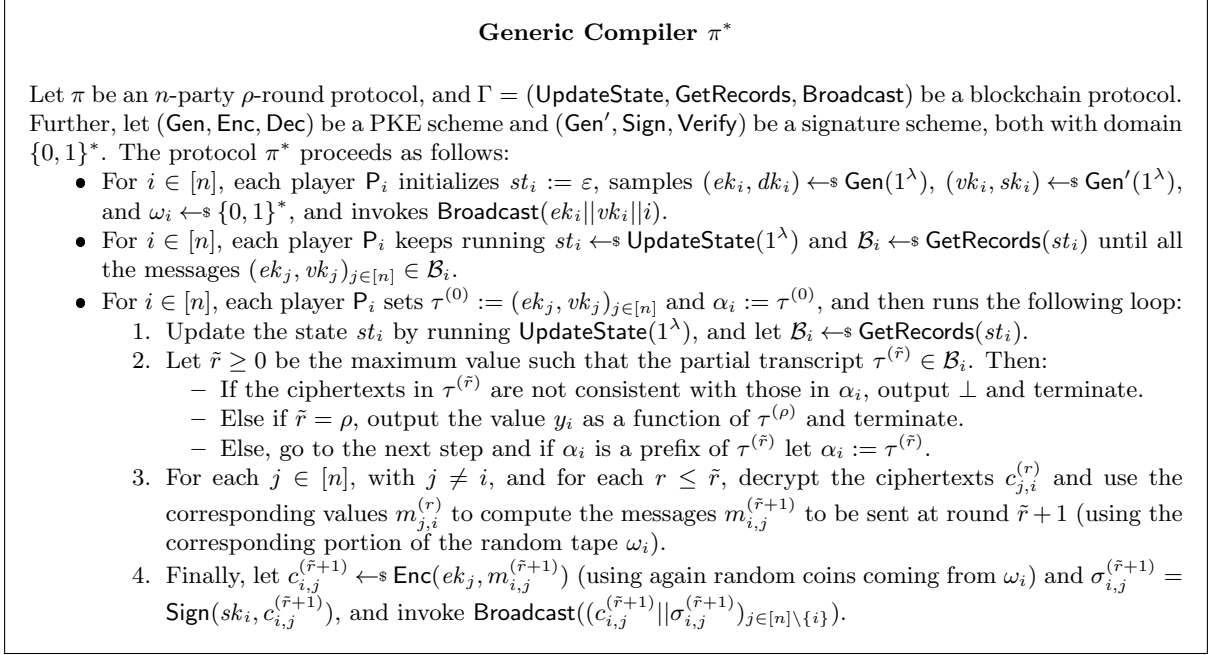 Generic Compiler π*
Let π be an n-party ρ-round protocol, and Γ = (UpdateState, GetRecords, Broadcast) be a blockchain protocol.
Further, let (Gen, Enc, Dec) be a PKE scheme and (Gen′, Sign, Verify) be a signature scheme, both with domain
{0, 1}*. The protocol π* proceeds as follows:
• For i ∈ [n], each player P_i initializes st_i := ε, samples (ek_i, dk_i) ←$ Gen(1^λ), (vk_i, sk_i) ←$ Gen′(1^λ),
and ω_i ←$ {0, 1}*, and invokes Broadcast(ek_i||vk_i||i).
• For i ∈ [n], each player P_i keeps running st_i ←$ UpdateState(1^λ) and B_i ←$ GetRecords(st_i) until all
the messages (ek_j, vk_j)_{j∈[n]} ∈ B_i.
• For i ∈ [n], each player P_i sets τ^(0) := (ek_j, vk_j)_{j∈[n]} and α_i := τ^(0), and then runs the following loop:
1. Update the state st_i by running UpdateState(1^λ), and let B_i ←$ GetRecords(st_i).
2. Let r̃ ≥ 0 be the maximum value such that the partial transcript τ^(r̃) ∈ B_i. Then:
– If the ciphertexts in τ^(r̃) are not consistent with those in α_i, output ⊥ and terminate.
– Else if r̃ = ρ, output the value y_i as a function of τ^(ρ) and terminate.
– Else, go to the next step and if α_i is a prefix of τ^(r̃) let α_i := τ^(r̃).
3. For each j ∈ [n], with j ≠ i, and for each r ≤ r̃, decrypt the ciphertexts c_{j,i}^(r) and use the
corresponding values m_{j,i}^(r) to compute the messages m_{i,j}^(r̃+1) to be sent at round r̃ + 1 (using the
corresponding portion of the random tape ω_i).
4. Finally, let c_{i,j}^(r̃+1) ←$ Enc(ek_j, m_{i,j}^(r̃+1)) (using again random coins coming from ω_i) and σ_{i,j}^(r̃+1) =
Sign(sk_i, c_{i,j}^(r̃+1)), and invoke Broadcast((c_{i,j}^(r̃+1)||σ_{i,j}^(r̃+1))_{j∈[n]\{i}}).